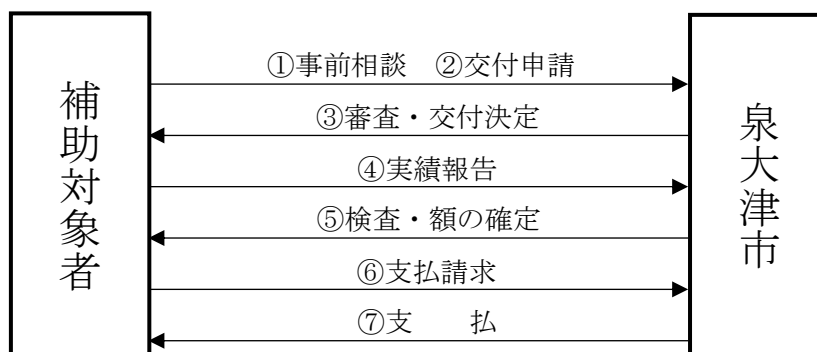 補助対象者
①事前相談　②交付申請
③審査・交付決定
④実績報告
⑤検査・額の確定
⑥支払請求
⑦支　　払
泉大津市